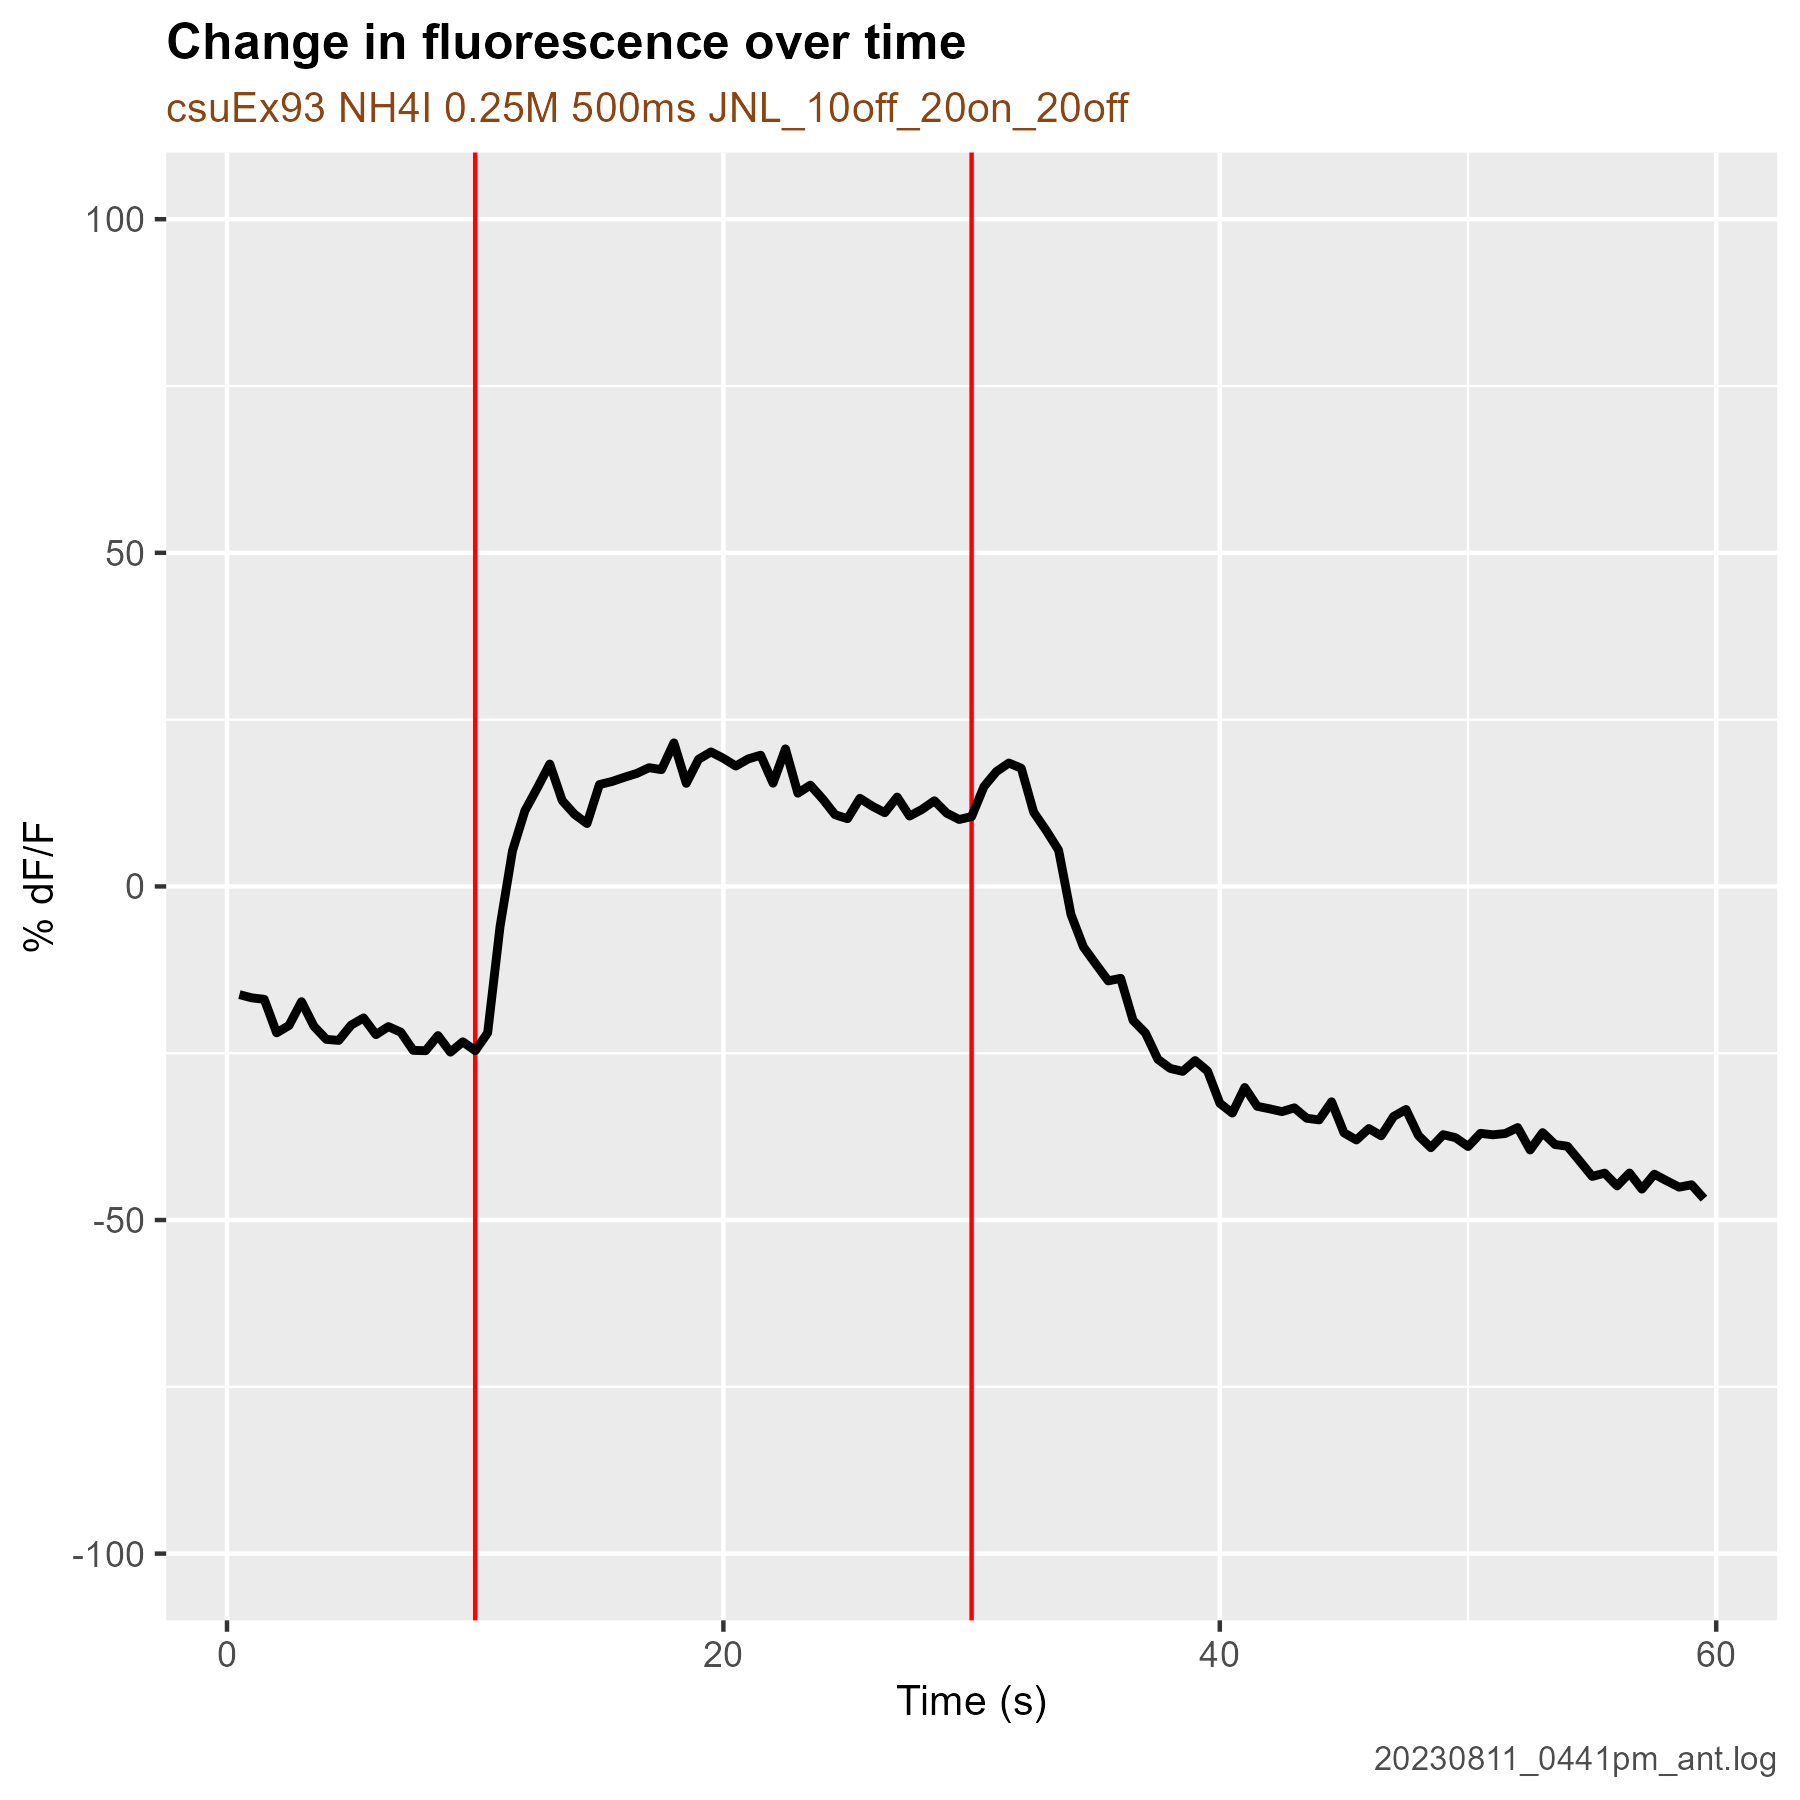 Change in fluorescence over time
csuEx93 NH4I 0.25M 500ms JNL_10off_20on_20off
100
50
0
-50
-100
% dF/F
0 20 40 60
Time (s)
20230811_0441pm_ant.log